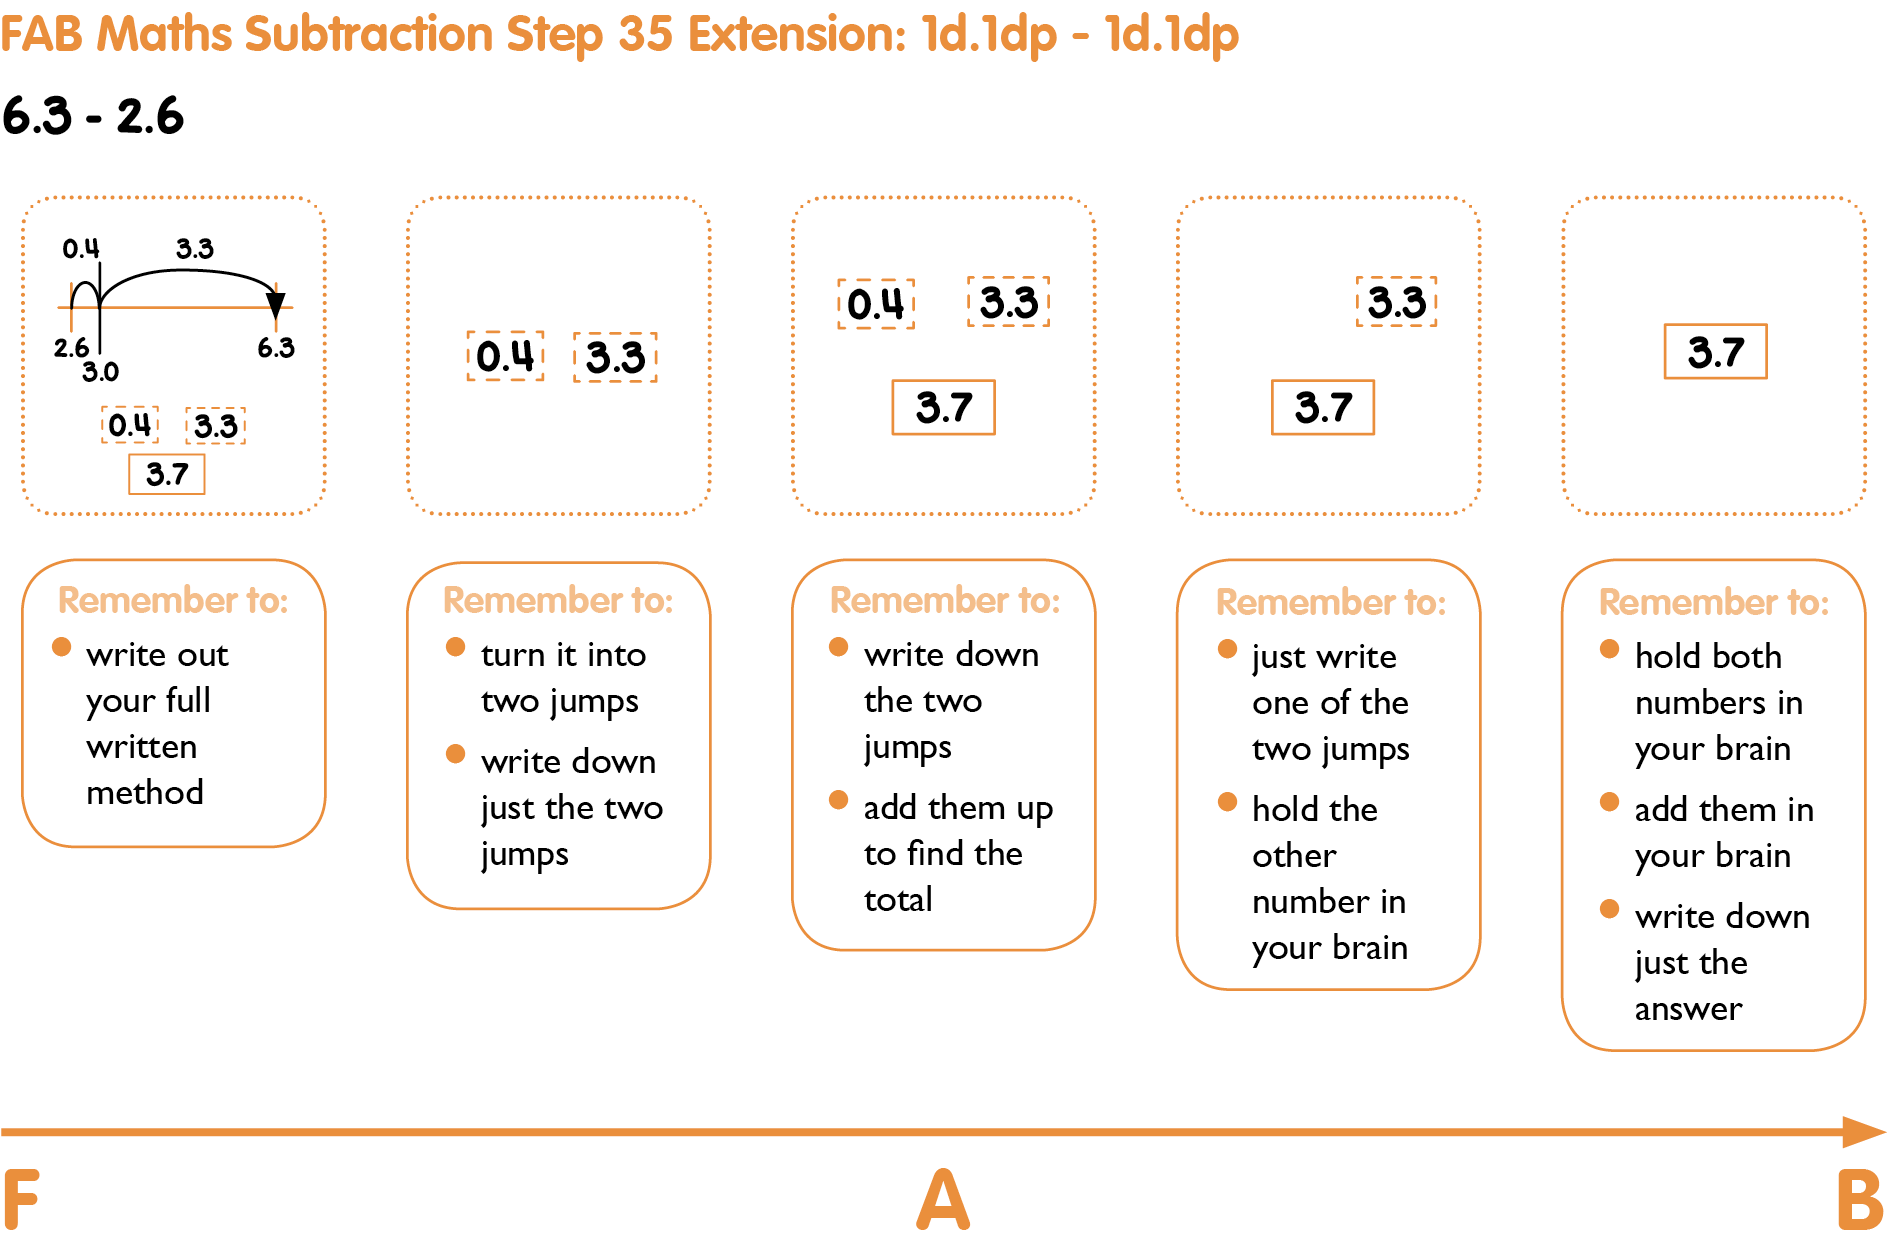 FAB Maths Subtraction Step 35 Extension: 1d.1dp - 1d.1dp
6.3 - 2.6
0.4
3.3
2.6
3.0
6.3
0.4
3.3
3.7
0.4
3.3
0.4
3.3
3.7
3.3
3.7
3.7
Remember to:
write out
your full
written
method
Remember to:
turn it into
two jumps
write down
just the two
jumps
Remember to:
write down
the two
jumps
add them up
to find the
total
Remember to:
just write
one of the
two jumps
hold the
other
number in
your brain
Remember to:
hold both
numbers in
your brain
add them in
your brain
write down
just the
answer
F
A
B